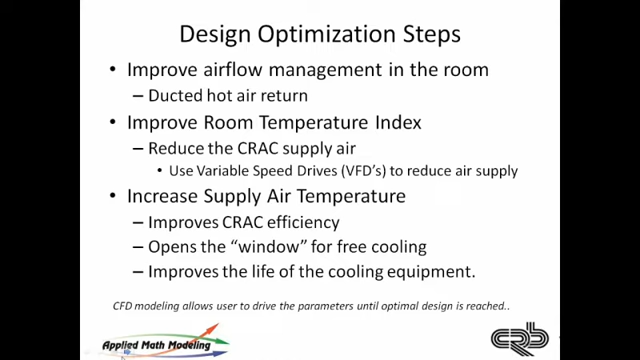 Design Optimization Steps
• Improve airflow management in the room
– Ducted hot air return
• Improve Room Temperature Index
– Reduce the CRAC supply air
• Use Variable Speed Drives (VFD's) to reduce air supply
• Increase Supply Air Temperature
– Improves CRAC efficiency
– Opens the “window” for free cooling
– Improves the life of the cooling equipment.
CFD modeling allows user to drive the parameters until optimal design is reached..
Applied Math Modeling
CRB